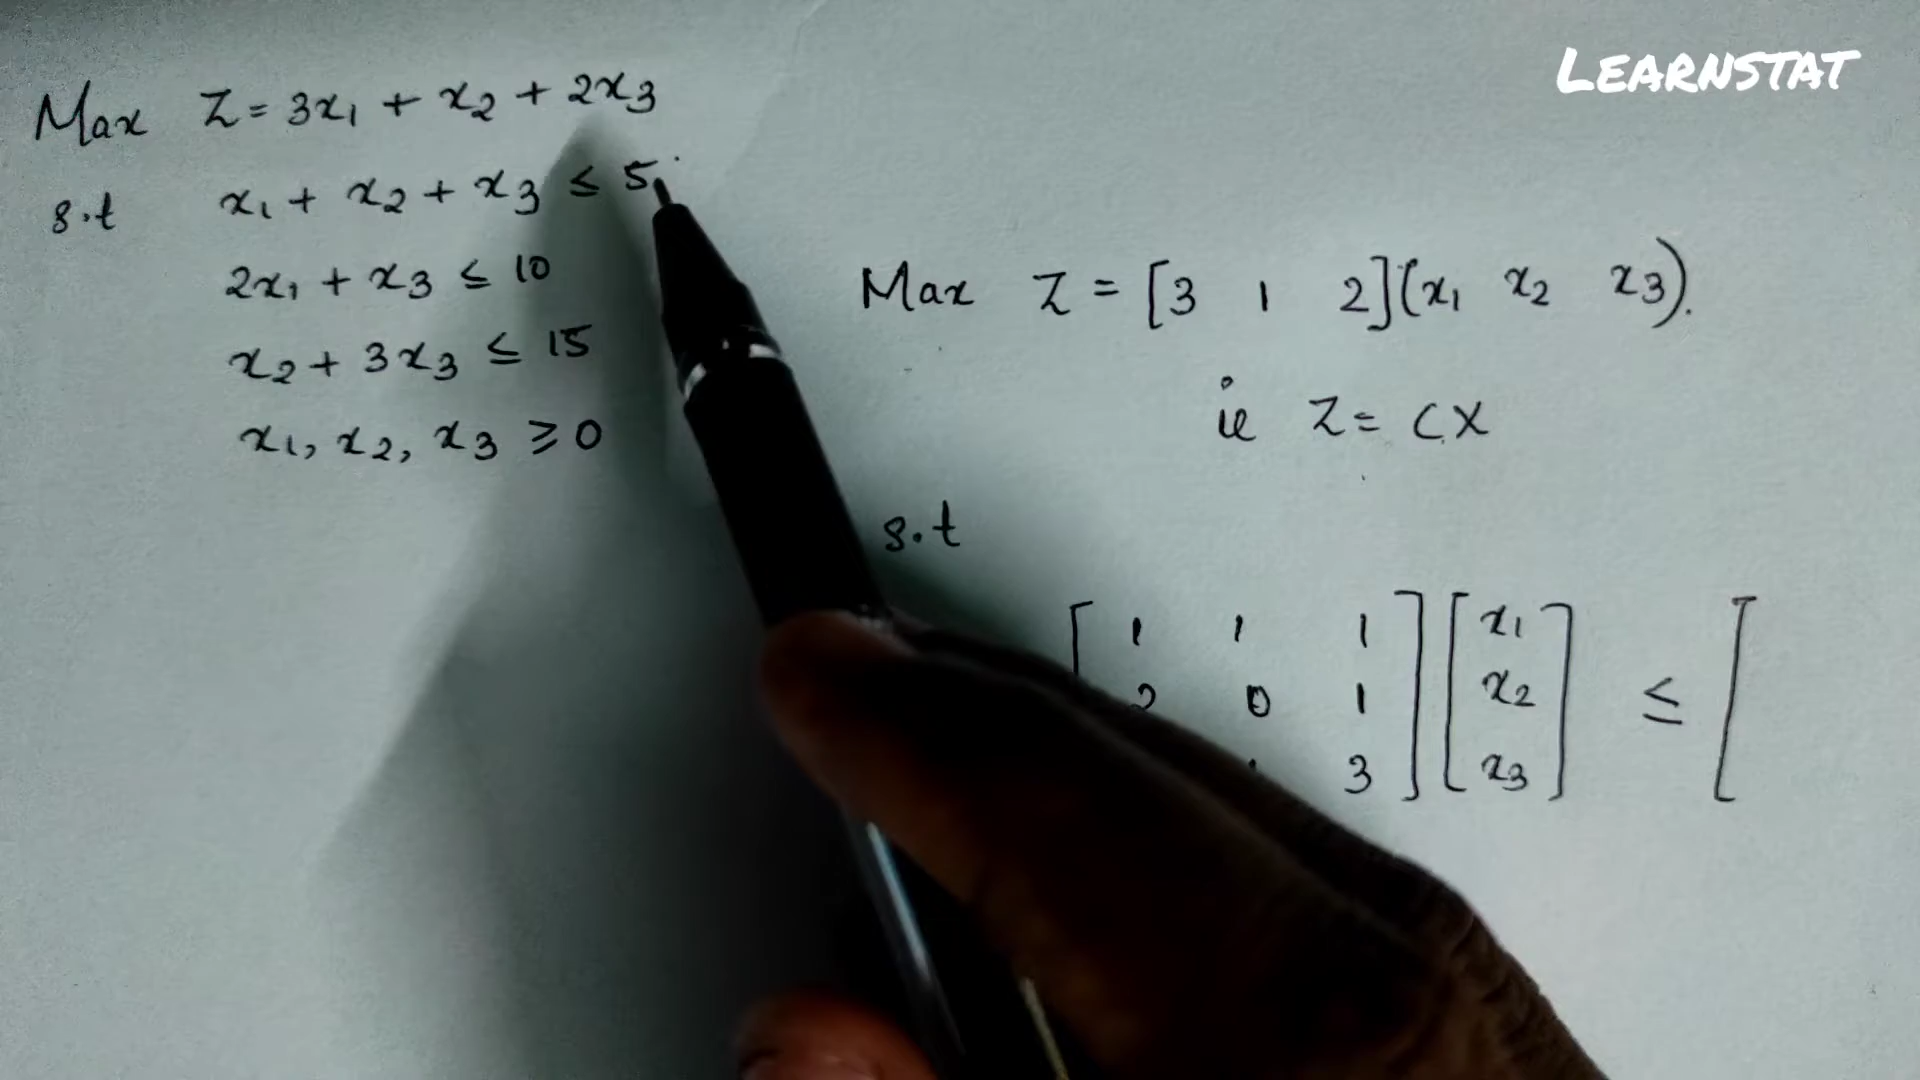 LEARNSTAT
Max Z = 3x1 + x2 + 2x3
s.t x1 + x2 + x3 ≤ 5
2x1 + x3 ≤ 10
x2 + 3x3 ≤ 15
x1, x2, x3 ≥ 0
Max Z = [3 1 2](x1 x2 x3).
ie Z = CX
s.t
[1 1 1] [x1] ≤ [
2 0 1 x2
3 x3